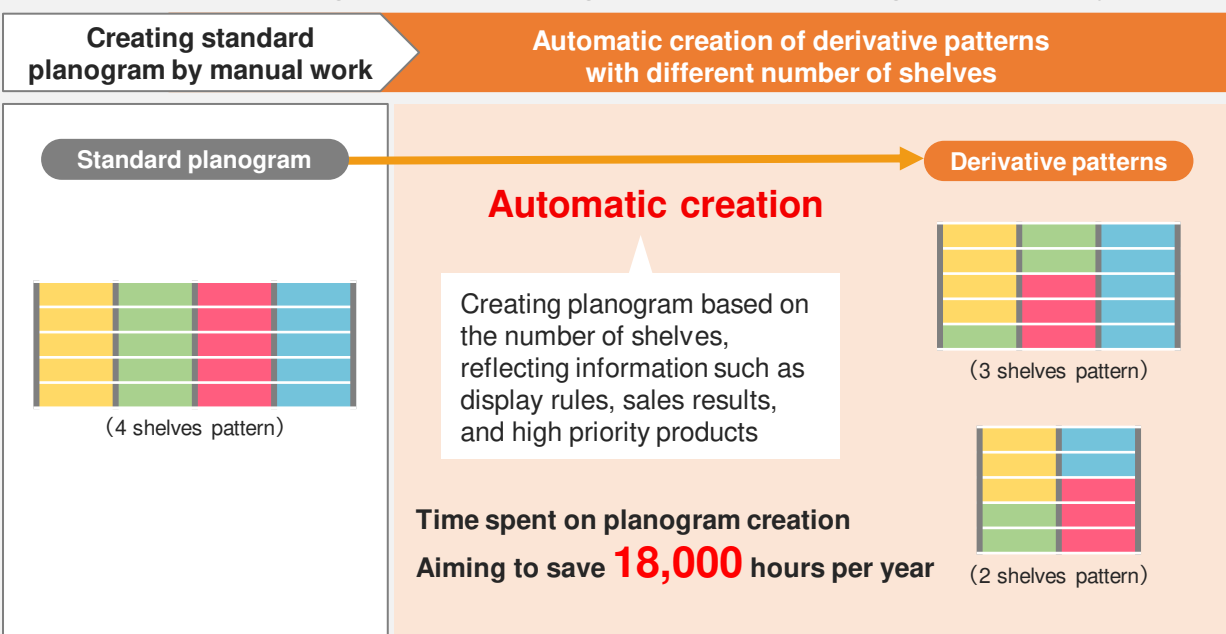 Creating standard
planogram by manual work
Automatic creation of derivative patterns
with different number of shelves
Standard planogram
Derivative patterns
Automatic creation
Creating planogram based on
the number of shelves,
reflecting information such as
display rules, sales results,
and high priority products
（4 shelves pattern）
（3 shelves pattern）
Time spent on planogram creation
Aiming to save 18,000 hours per year
（2 shelves pattern）